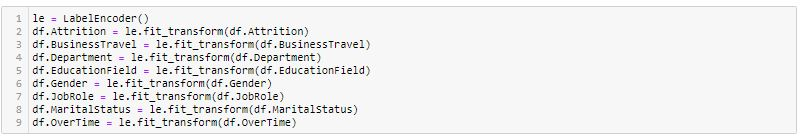 1 le = LabelEncoder()
2 df.Attrition = le.fit_transform(df.Attrition)
3 df.BusinessTravel = le.fit_transform(df.BusinessTravel)
4 df.Department = le.fit_transform(df.Department)
5 df.EducationField = le.fit_transform(df.EducationField)
6 df.Gender = le.fit_transform(df.Gender)
7 df.JobRole = le.fit_transform(df.JobRole)
8 df.MaritalStatus = le.fit_transform(df.MaritalStatus)
9 df.OverTime = le.fit_transform(df.OverTime)